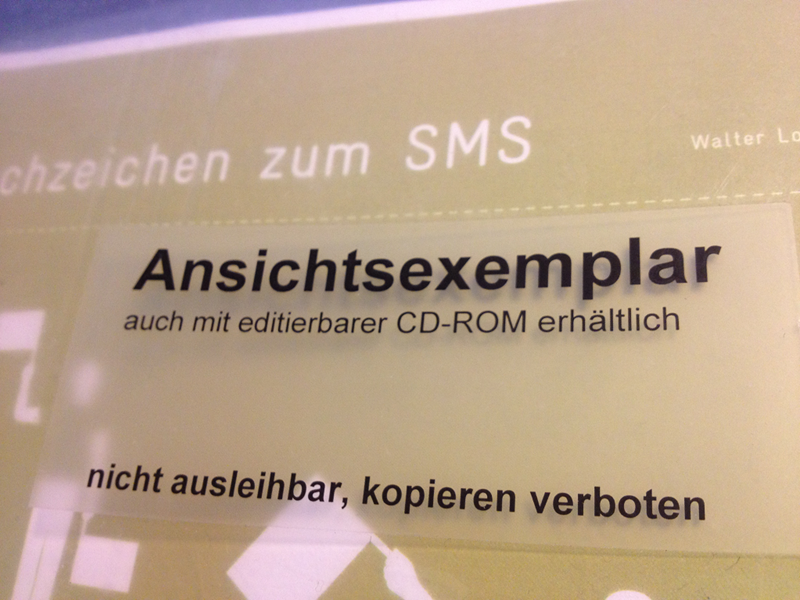 chzeichen zum SMS
Walter Lo
Ansichtsexemplar
auch mit editierbarer CD-ROM erhältlich
nicht ausleihbar, kopieren verboten